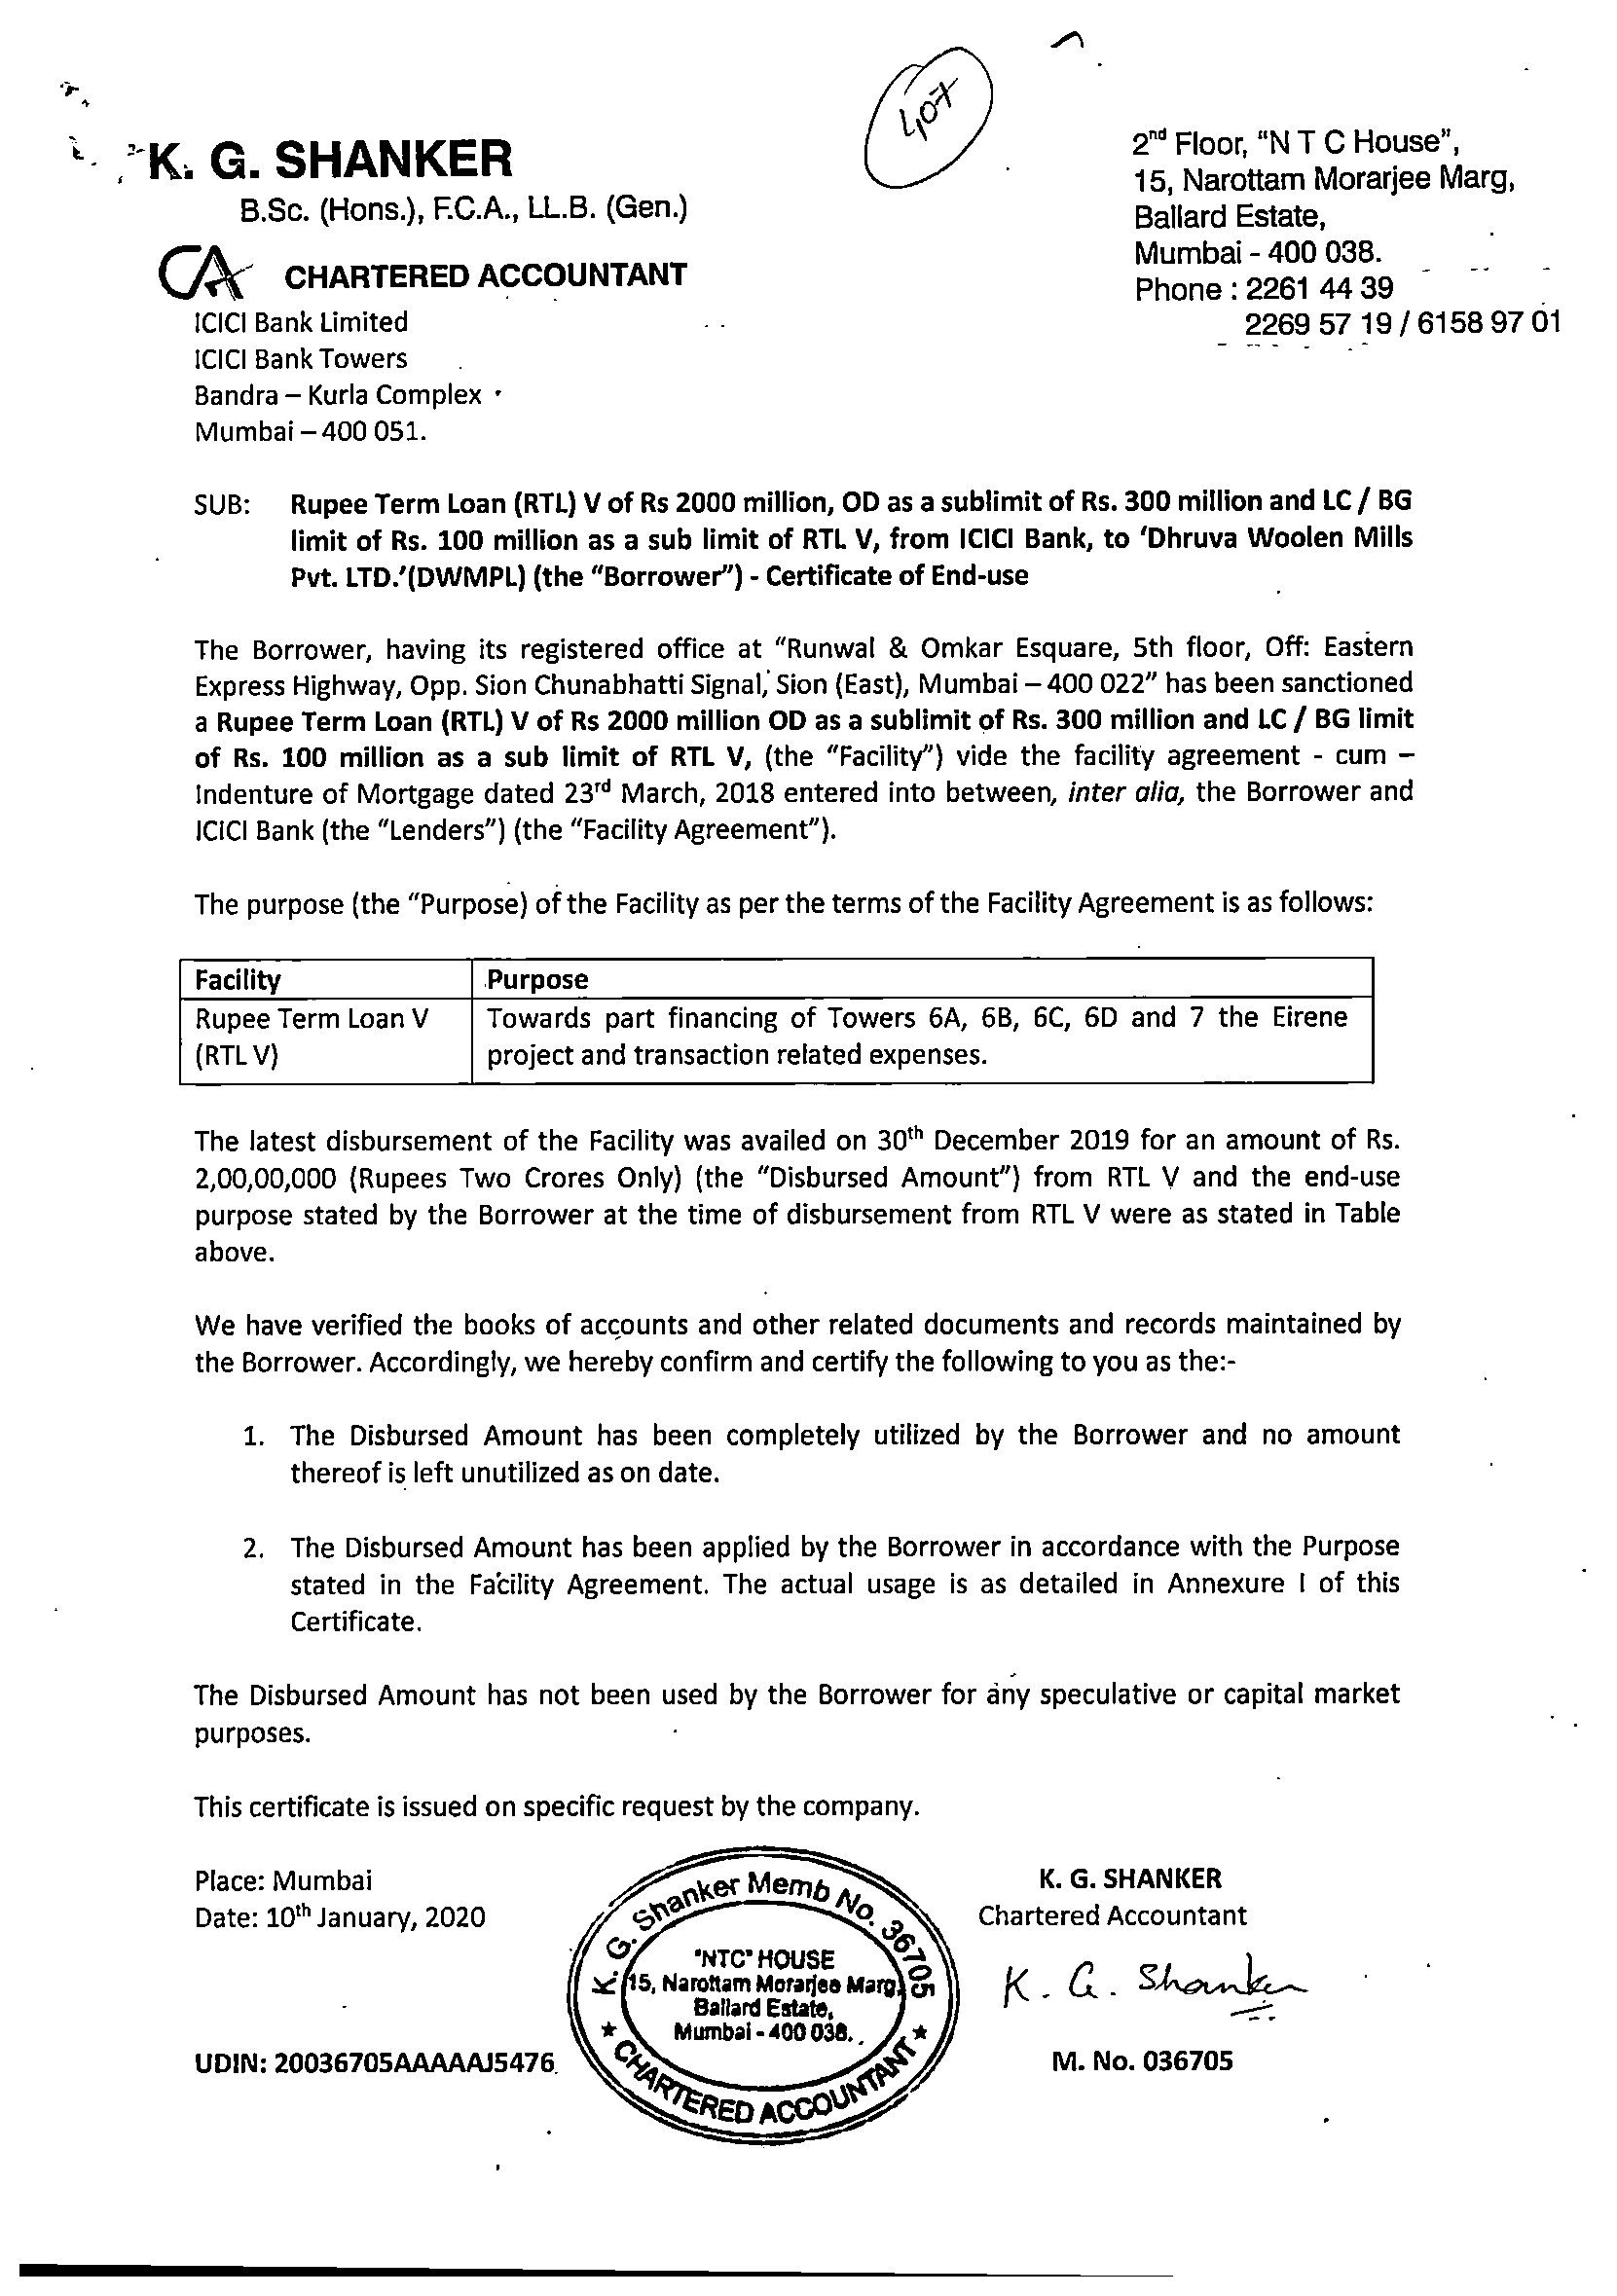 407
K. G. SHANKER
B.Sc. (Hons.), F.C.A., LL.B. (Gen.)
CA CHARTERED ACCOUNTANT
2nd Floor, "N T C House",
15, Narottam Morarjee Marg,
Ballard Estate,
Mumbai - 400 038.
Phone : 2261 44 39
2269 57 19 / 6158 97 01
ICICI Bank Limited
ICICI Bank Towers
Bandra – Kurla Complex
Mumbai – 400 051.
SUB: Rupee Term Loan (RTL) V of Rs 2000 million, OD as a sublimit of Rs. 300 million and LC / BG
limit of Rs. 100 million as a sub limit of RTL V, from ICICI Bank, to 'Dhruva Woolen Mills
Pvt. LTD.'(DWMPL) (the "Borrower") - Certificate of End-use
The Borrower, having its registered office at "Runwal & Omkar Esquare, 5th floor, Off: Eastern
Express Highway, Opp. Sion Chunabhatti Signal, Sion (East), Mumbai – 400 022" has been sanctioned
a Rupee Term Loan (RTL) V of Rs 2000 million OD as a sublimit of Rs. 300 million and LC / BG limit
of Rs. 100 million as a sub limit of RTL V, (the "Facility") vide the facility agreement - cum –
Indenture of Mortgage dated 23rd March, 2018 entered into between, inter alia, the Borrower and
ICICI Bank (the "Lenders") (the "Facility Agreement").
The purpose (the "Purpose) of the Facility as per the terms of the Facility Agreement is as follows:
Facility Purpose
Rupee Term Loan V Towards part financing of Towers 6A, 6B, 6C, 6D and 7 the Eirene
(RTL V) project and transaction related expenses.
The latest disbursement of the Facility was availed on 30th December 2019 for an amount of Rs.
2,00,00,000 (Rupees Two Crores Only) (the "Disbursed Amount") from RTL V and the end-use
purpose stated by the Borrower at the time of disbursement from RTL V were as stated in Table
above.
We have verified the books of accounts and other related documents and records maintained by
the Borrower. Accordingly, we hereby confirm and certify the following to you as the:-
1. The Disbursed Amount has been completely utilized by the Borrower and no amount
thereof is left unutilized as on date.
2. The Disbursed Amount has been applied by the Borrower in accordance with the Purpose
stated in the Facility Agreement. The actual usage is as detailed in Annexure I of this
Certificate.
The Disbursed Amount has not been used by the Borrower for any speculative or capital market
purposes.
This certificate is issued on specific request by the company.
Place: Mumbai
Date: 10th January, 2020
UDIN: 20036705AAAAAJ5476
K. G. Shanker Memb No. 36705
"NTC" HOUSE
15, Narottam Morarjee Marg,
Ballard Estate,
Mumbai - 400 038.
★ CHARTERED ACCOUNTANT ★
K. G. SHANKER
Chartered Accountant
K. G. Shanker
M. No. 036705